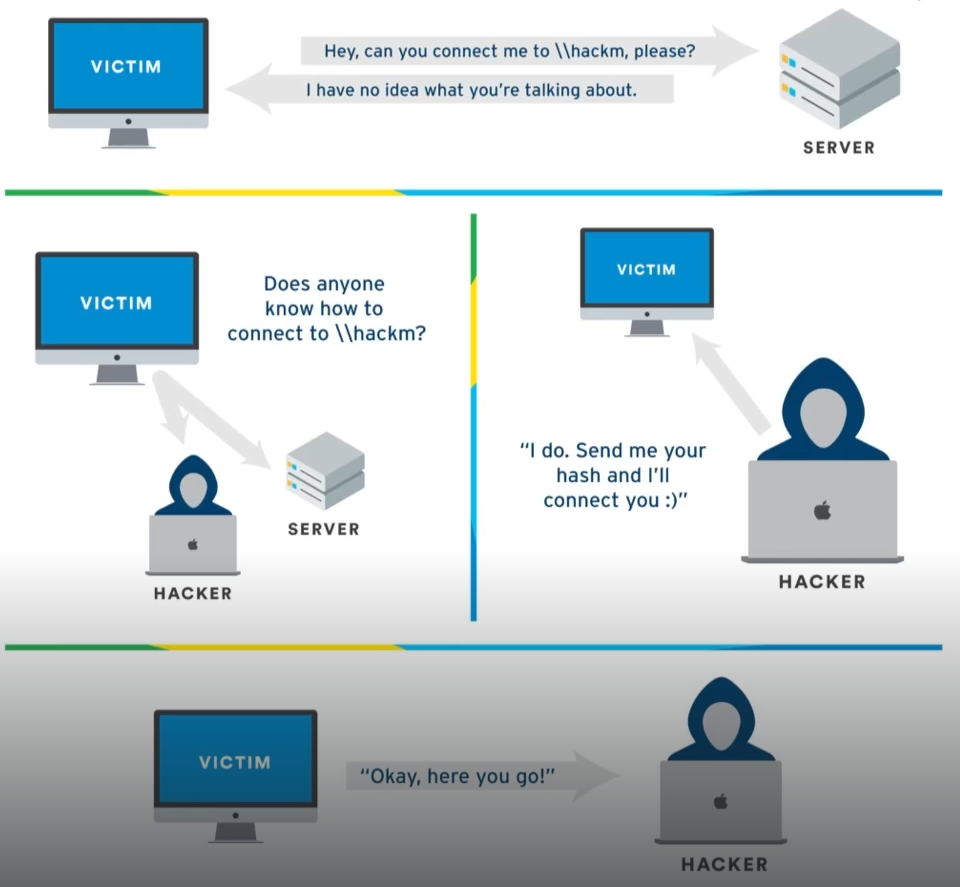 VICTIM
Hey, can you connect me to \\hackm, please?
I have no idea what you're talking about.
SERVER
VICTIM
Does anyone
know how to
connect to \\hackm?
SERVER
HACKER
VICTIM
“I do. Send me your
hash and I'll
connect you :)”
HACKER
VICTIM
“Okay, here you go!”
HACKER